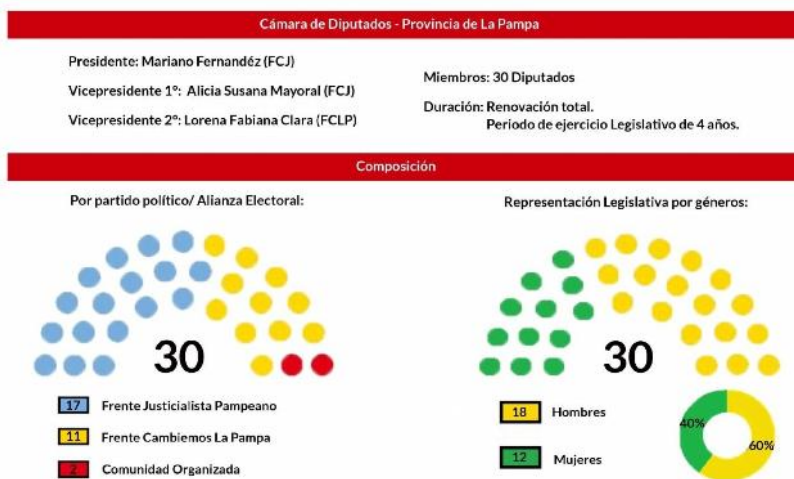 Cámara de Diputados - Provincia de La Pampa
Presidente: Mariano Fernandéz (FCJ)
Vicepresidente 1°: Alicia Susana Mayoral (FCJ)
Vicepresidente 2°: Lorena Fabiana Clara (FCLP)
Miembros: 30 Diputados
Duración: Renovación total.
Periodo de ejercicio Legislativo de 4 años.
Composición
Por partido político/ Alianza Electoral:
30
17 Frente Justicialista Pampeano
11 Frente Cambiemos La Pampa
2 Comunidad Organizada
Representación Legislativa por géneros:
30
18 Hombres
12 Mujeres
40%
60%